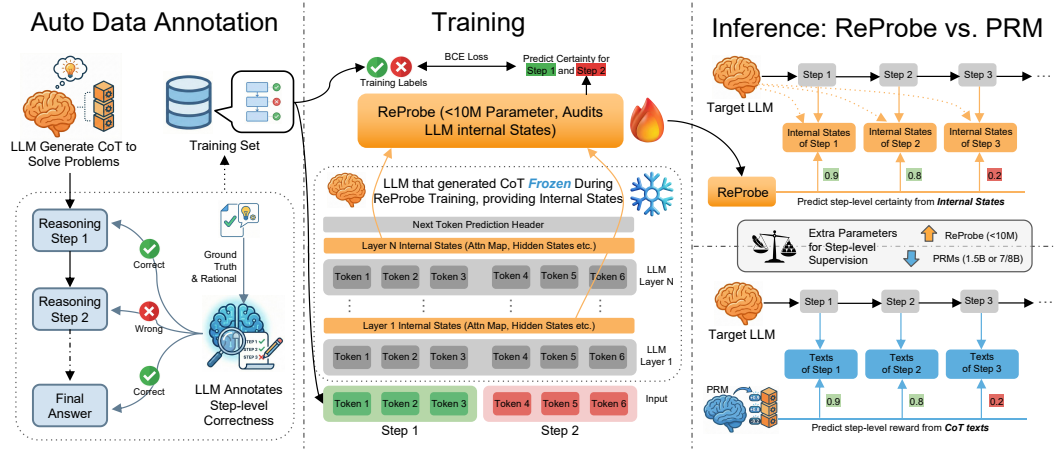 Auto Data Annotation
LLM Generate CoT to
Solve Problems
Training Set
Reasoning
Step 1
Reasoning
Step 2
Final
Answer
Correct
Wrong
Correct
Ground
Truth
& Rational
STEP 1
STEP 2
LLM Annotates
Step-level
Correctness
Training
Training Labels
BCE Loss
Predict Certainty for
Step 1 and Step 2
ReProbe (<10M Parameter, Audits
LLM internal States)
LLM that generated CoT Frozen During
ReProbe Training, providing Internal States
Next Token Prediction Header
Layer N Internal States (Attn Map, Hidden States etc.)
Token 1 Token 2 Token 3 Token 4 Token 5 Token 6
LLM
Layer N
Layer 1 Internal States (Attn Map, Hidden States etc.)
Token 1 Token 2 Token 3 Token 4 Token 5 Token 6
LLM
Layer 1
Token 1 Token 2 Token 3 Token 4 Token 5 Token 6
Input
Step 1 Step 2
Inference: ReProbe vs. PRM
Target LLM
Step 1 Step 2 Step 3
Internal States
of Step 1
Internal States
of Step 2
Internal States
of Step 3
0.9 0.8 0.2
ReProbe
Predict step-level certainty from Internal States
Extra Parameters
for Step-level
Supervision
ReProbe (<10M)
PRMs (1.5B or 7/8B)
Target LLM
Step 1 Step 2 Step 3
Texts
of Step 1
Texts
of Step 2
Texts
of Step 3
PRM
0.9 0.8 0.2
Predict step-level reward from CoT texts